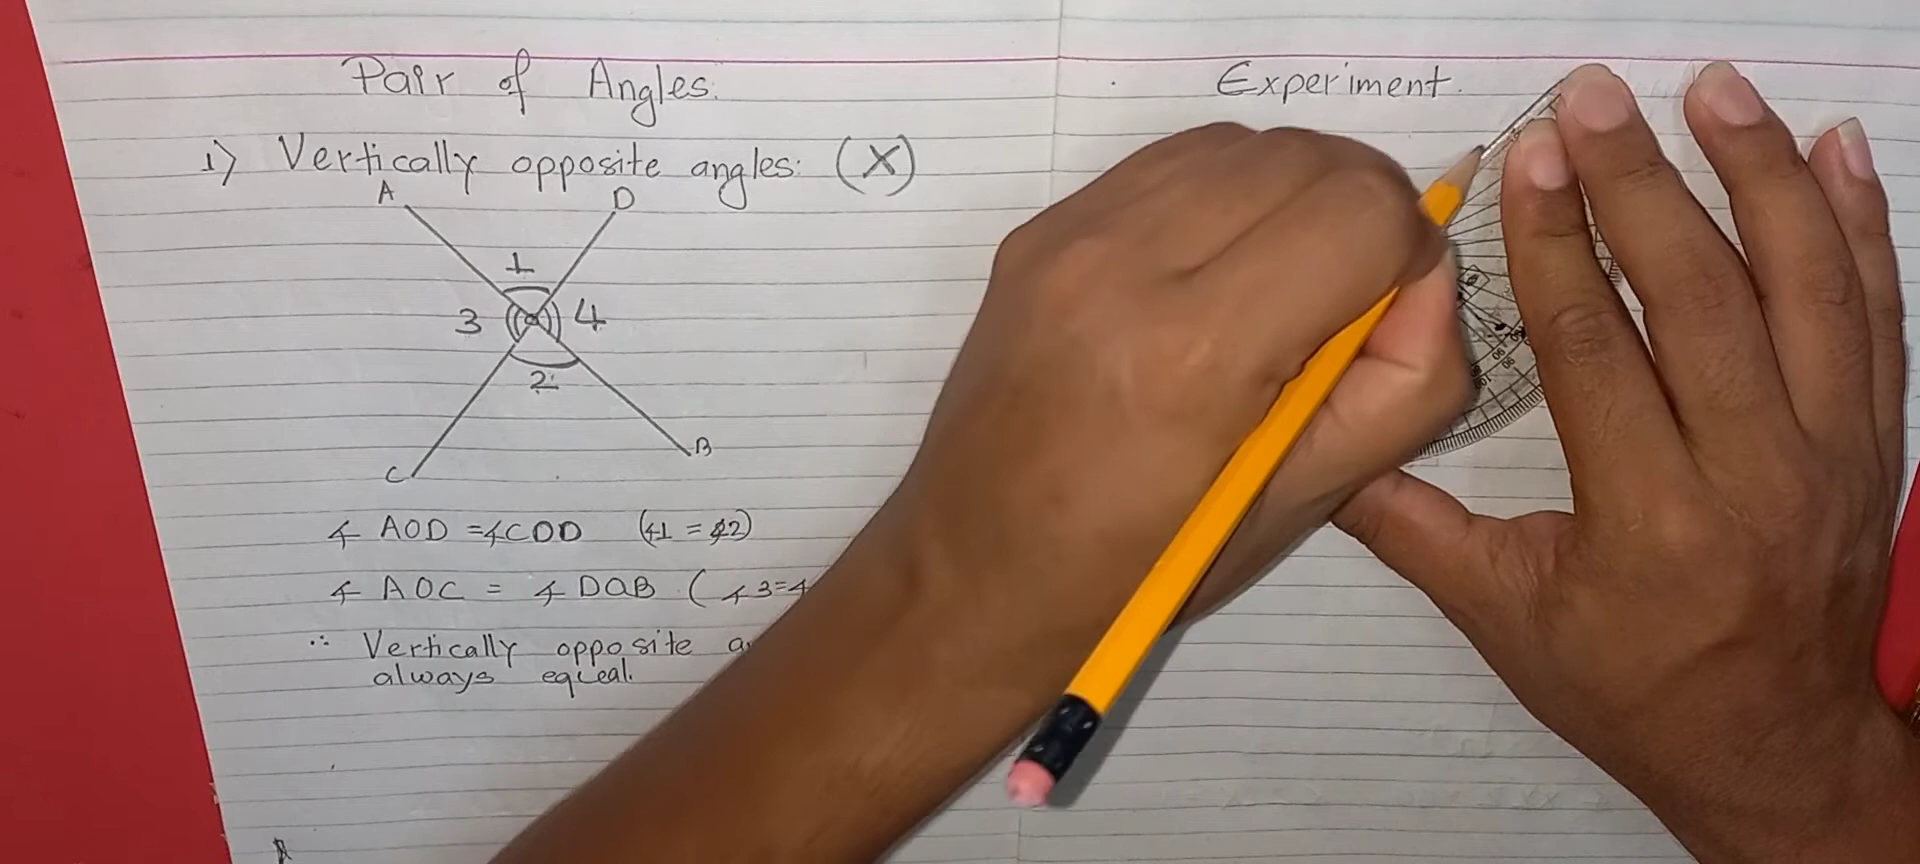 Pair of Angles.
1) Vertically opposite angles: (X)
A D
1
3 4
O
2
B
C
∡ AOD = ∡COD (∡1 = ∡2)
∡ AOC = ∡ DOB ( ∡3=
∴ Vertically opposite
always equal.
Experiment.